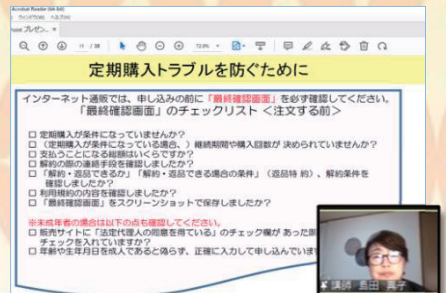 Acrobat Reader (64-bit)
ウィンドウ(W) ヘルプ(H)
11 / 38
定期購入トラブルを防ぐために
インターネット通販では、申し込みの前に「最終確認画面」を必ず確認してください。
「最終確認画面」のチェックリスト <注文する前>
□ 定期購入が条件になっていませんか?
□ (定期購入が条件になっている場合、) 継続期間や購入回数が 決められていませんか?
□ 支払うことになる総額はいくらですか?
□ 解約の際の連絡手段を確認しましたか?
□ 「解約・返品できるか」「解約・返品できる場合の条件」(返品特 約)、解約条件を
確認しましたか?
□ 利用規約の内容を確認しましたか?
□ 「最終確認画面」をスクリーンショットで保存しましたか?
※未成年者の場合は以下の点も確認してください。
□ 販売サイトに「法定代理人の同意を得ている」のチェック欄が あった際
チェックを入れていますか?
□ 年齢や生年月日を成人であると偽らず、正確に入力して申し込んでいます
講師 島田 真子